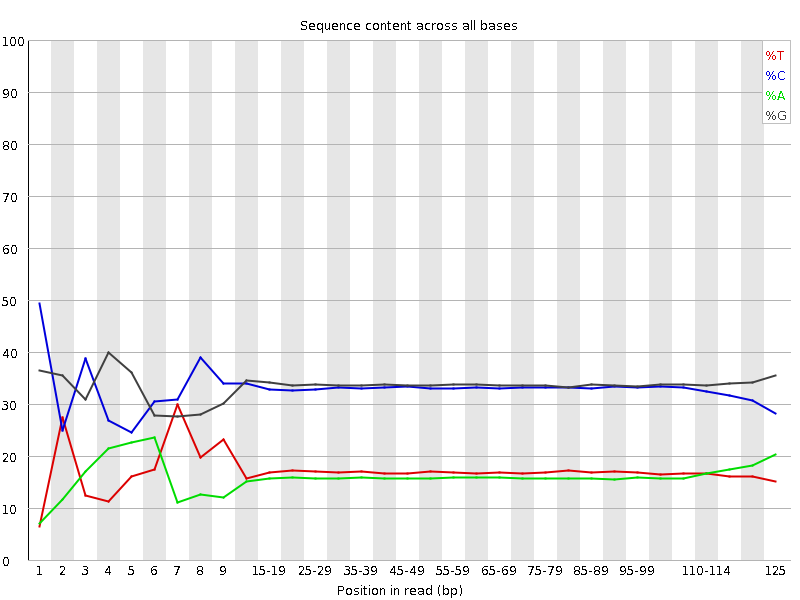 Sequence content across all bases
100
90
80
70
60
50
40
30
20
10
0
%T
%C
%A
%G
1 2 3 4 5 6 7 8 9 15-19 25-29 35-39 45-49 55-59 65-69 75-79 85-89 95-99 110-114 125
Position in read (bp)